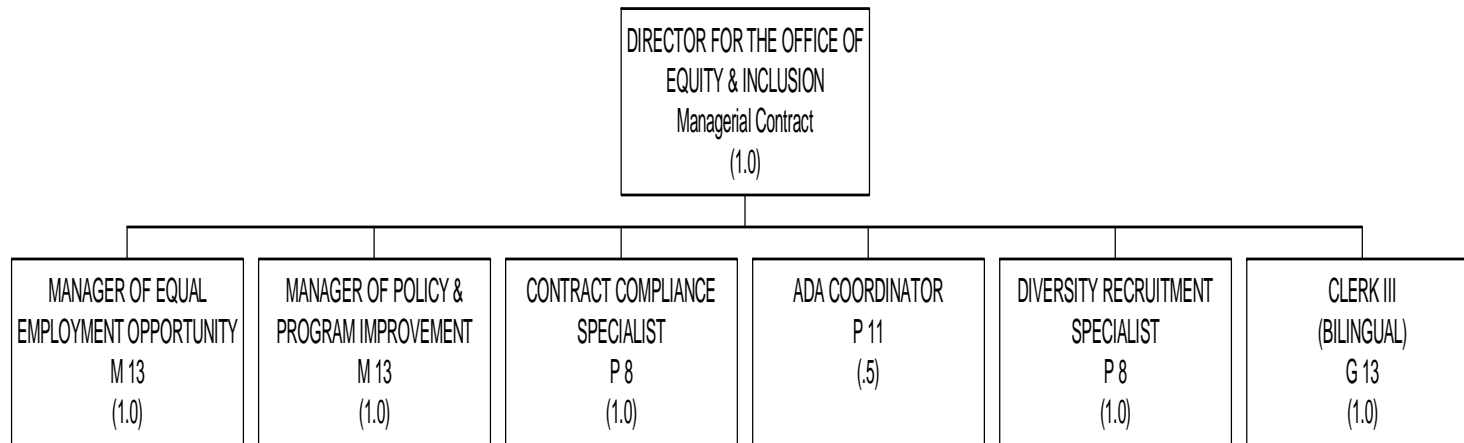 DIRECTOR FOR THE OFFICE OF
EQUITY & INCLUSION
Managerial Contract
(1.0)
MANAGER OF EQUAL
EMPLOYMENT OPPORTUNITY
M 13
(1.0)
MANAGER OF POLICY &
PROGRAM IMPROVEMENT
M 13
(1.0)
CONTRACT COMPLIANCE
SPECIALIST
P 8
(1.0)
ADA COORDINATOR
P 11
(.5)
DIVERSITY RECRUITMENT
SPECIALIST
P 8
(1.0)
CLERK III
(BILINGUAL)
G 13
(1.0)